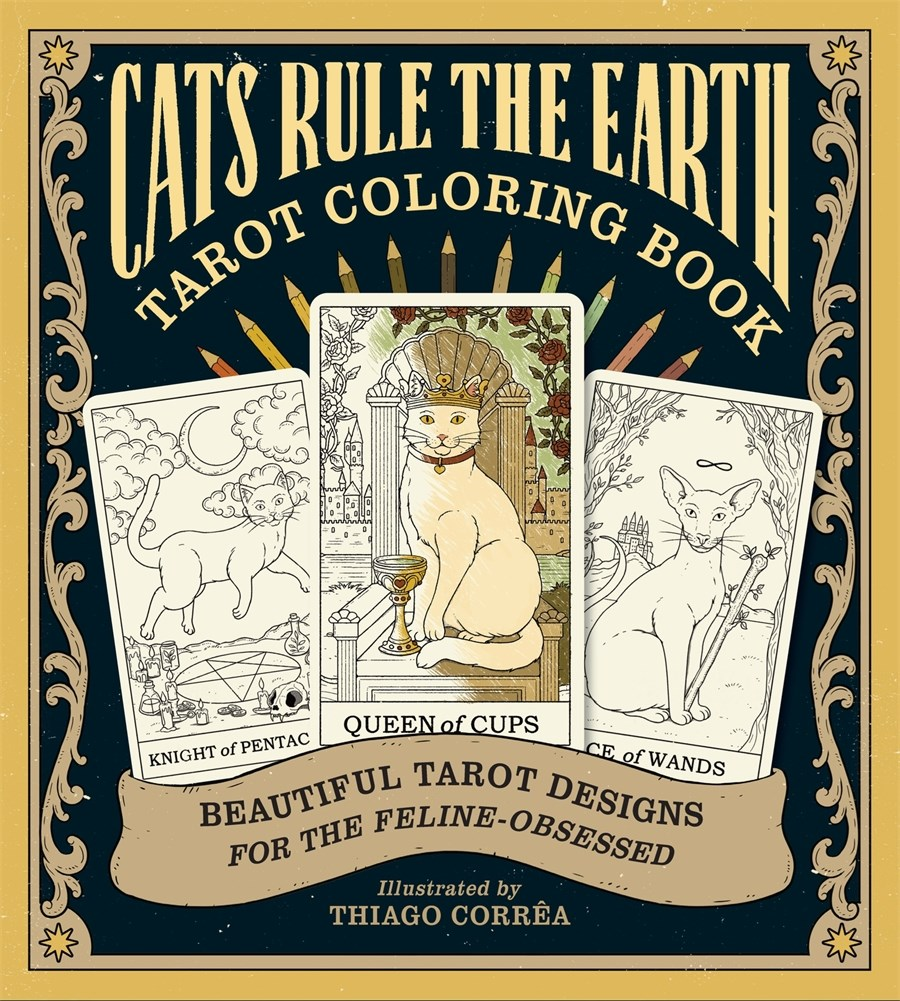 CATS RULE THE EARTH
TAROT COLORING BOOK
KNIGHT of PENTAC
QUEEN of CUPS
CE of WANDS
BEAUTIFUL TAROT DESIGNS
FOR THE FELINE-OBSESSED
Illustrated by
THIAGO CORRÊA